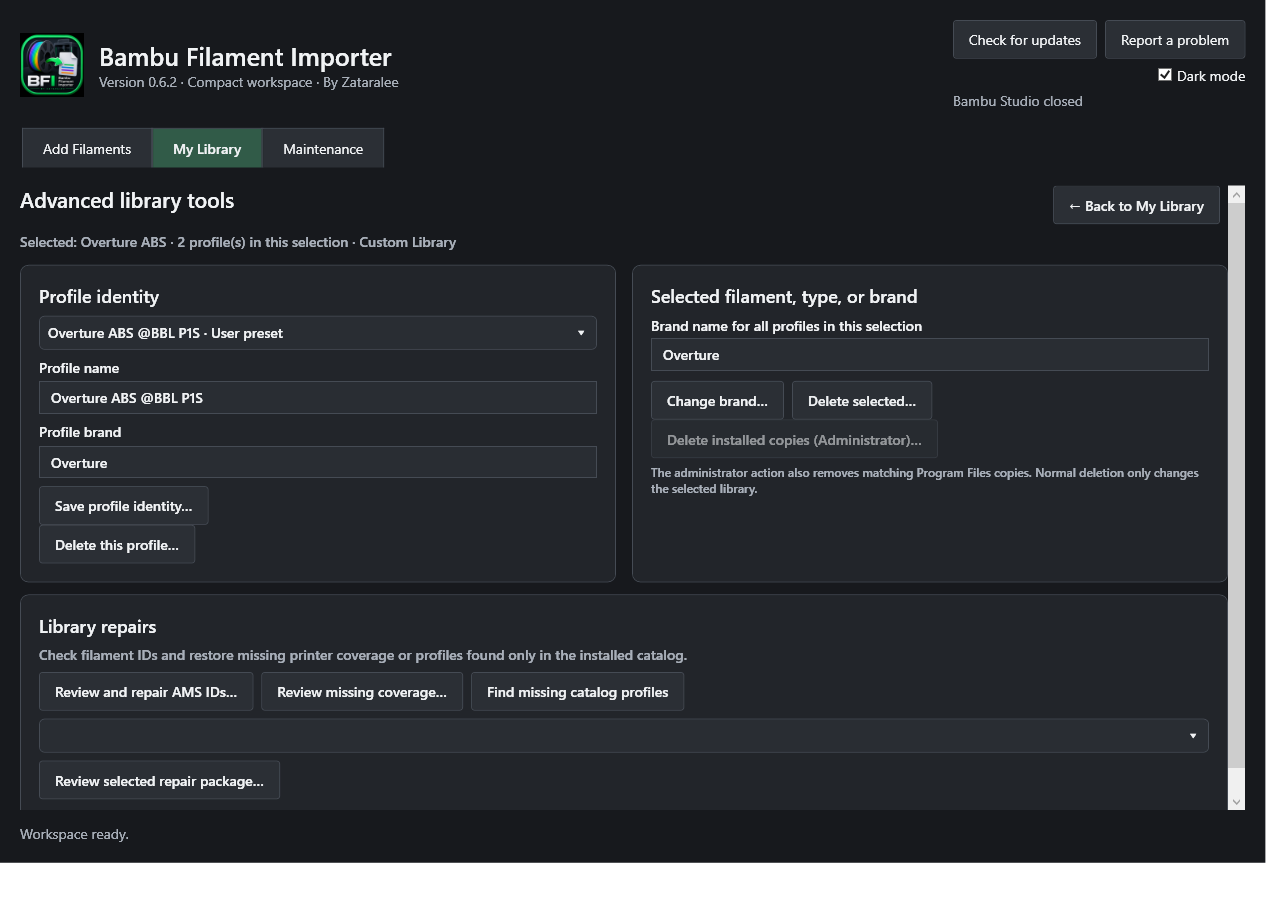 Bambu Filament Importer
Version 0.6.2 · Compact workspace · By Zataralee
BFI
Bambu
Filament
Importer
Check for updates
Report a problem
Dark mode
Bambu Studio closed
Add Filaments
My Library
Maintenance
Advanced library tools
← Back to My Library
Selected: Overture ABS · 2 profile(s) in this selection · Custom Library
Profile identity
Overture ABS @BBL P1S · User preset
Profile name
Overture ABS @BBL P1S
Profile brand
Overture
Save profile identity...
Delete this profile...
Selected filament, type, or brand
Brand name for all profiles in this selection
Overture
Change brand...
Delete selected...
Delete installed copies (Administrator)...
The administrator action also removes matching Program Files copies. Normal deletion only changes
the selected library.
Library repairs
Check filament IDs and restore missing printer coverage or profiles found only in the installed catalog.
Review and repair AMS IDs...
Review missing coverage...
Find missing catalog profiles
Review selected repair package...
Workspace ready.